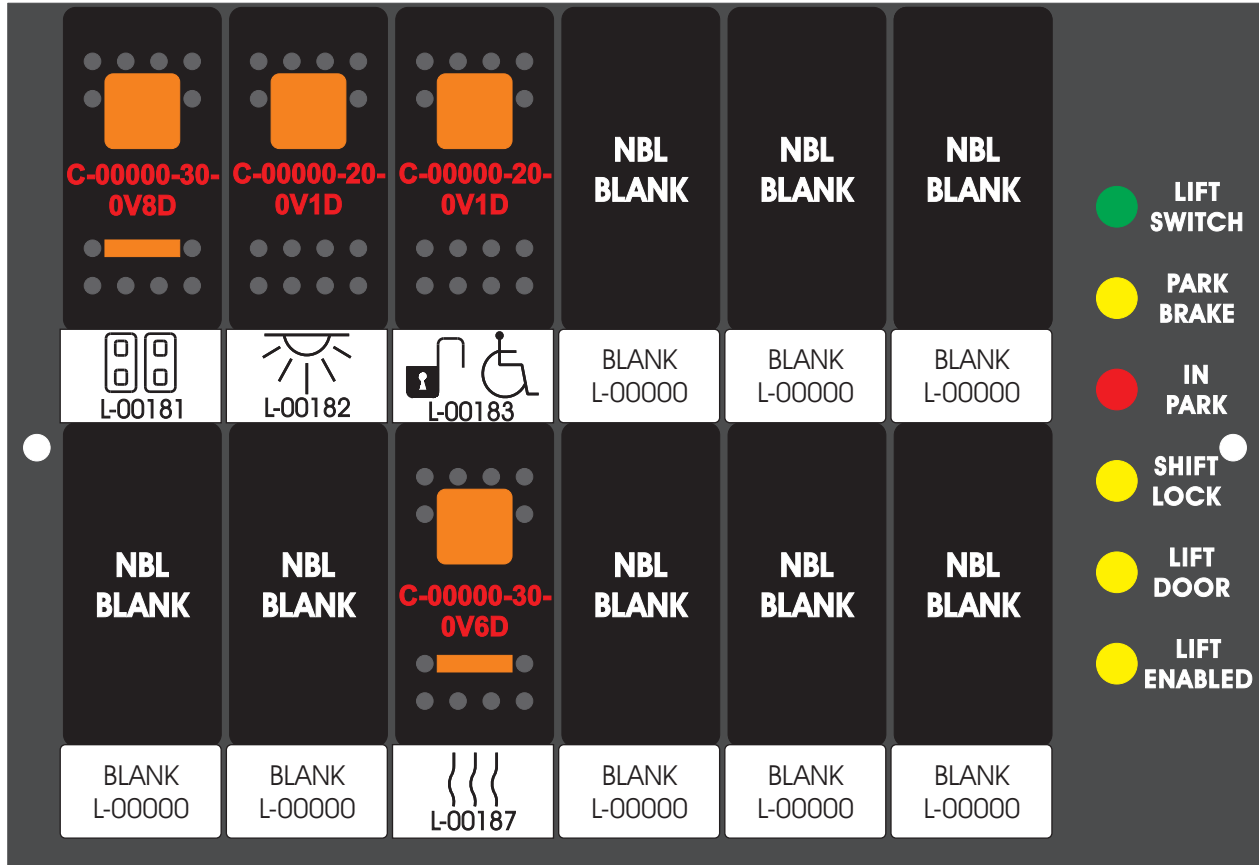 C-00000-30-
0V8D
C-00000-20-
0V1D
C-00000-20-
0V1D
NBL
BLANK
NBL
BLANK
NBL
BLANK
L-00181
L-00182
L-00183
BLANK
L-00000
BLANK
L-00000
BLANK
L-00000
NBL
BLANK
NBL
BLANK
C-00000-30-
0V6D
NBL
BLANK
NBL
BLANK
NBL
BLANK
BLANK
L-00000
BLANK
L-00000
L-00187
BLANK
L-00000
BLANK
L-00000
BLANK
L-00000
LIFT
SWITCH
PARK
BRAKE
IN
PARK
SHIFT
LOCK
LIFT
DOOR
LIFT
ENABLED